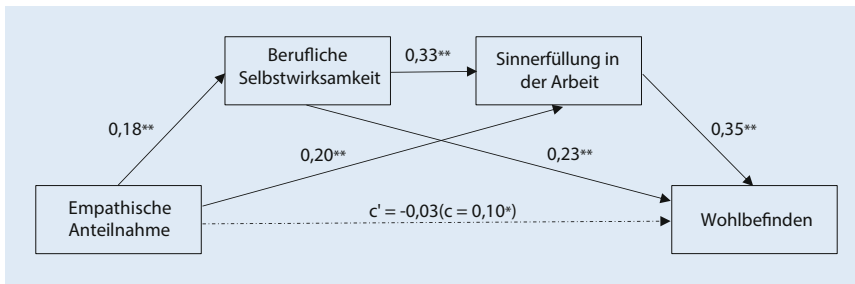 Berufliche
Selbstwirksamkeit
0,33**
Sinnerfüllung in
der Arbeit
0,18**
0,20**
0,23**
0,35**
Empathische
Anteilnahme
c' = -0,03(c = 0,10*)
Wohlbefinden